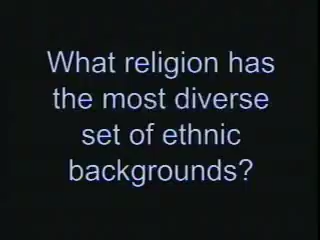 What religion has
the most diverse
set of ethnic
backgrounds?